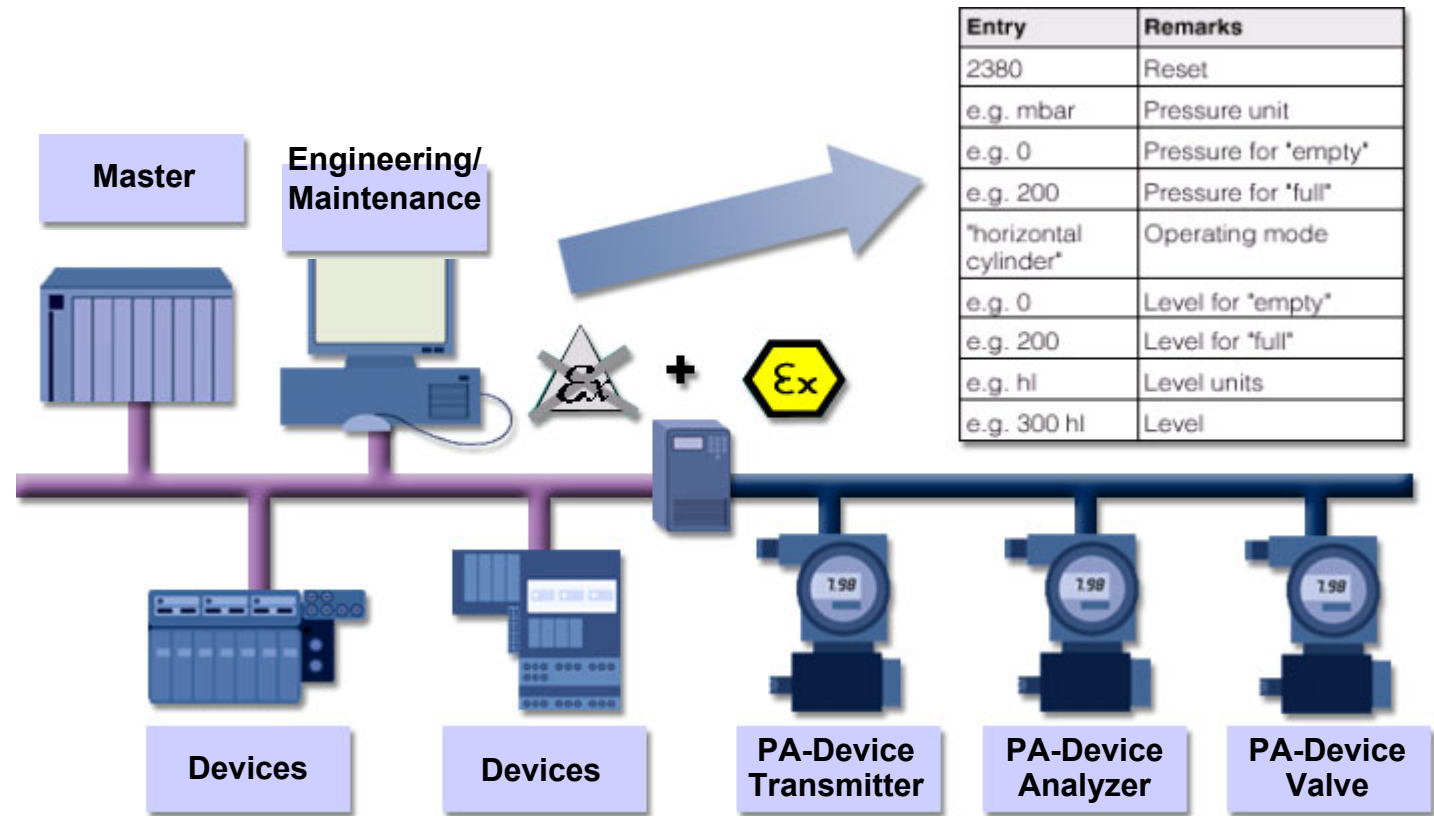 Entry Remarks
2380 Reset
e.g. mbar Pressure unit
e.g. 0 Pressure for "empty"
e.g. 200 Pressure for "full"
"horizontal Operating mode
cylinder"
e.g. 0 Level for "empty"
e.g. 200 Level for "full"
e.g. hl Level units
e.g. 300 hl Level
Master
Engineering/
Maintenance
Ex + Ex
7.98
7.98
7.98
Devices
Devices
PA-Device
Transmitter
PA-Device
Analyzer
PA-Device
Valve